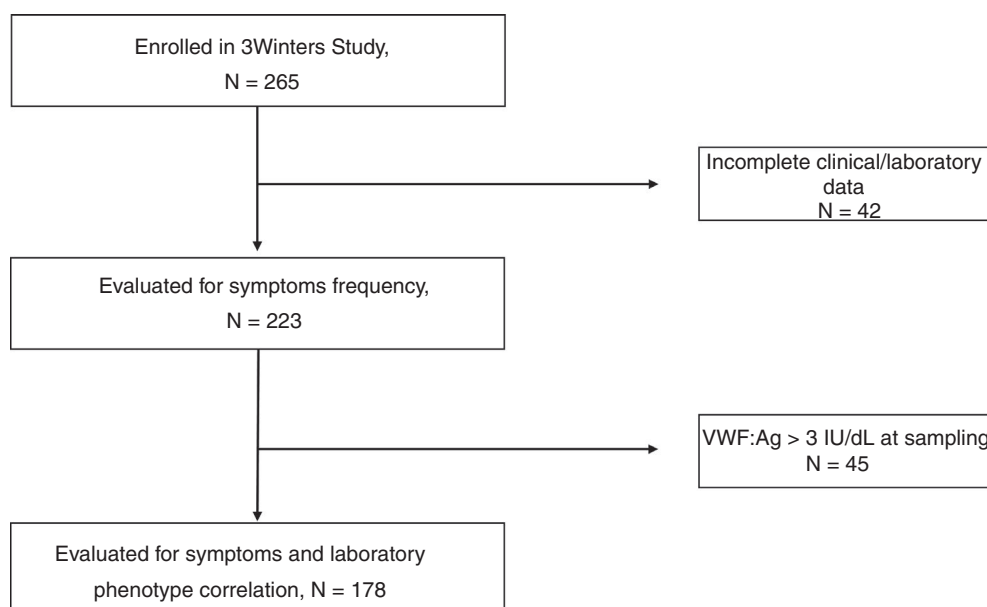 Enrolled in 3Winters Study,
N = 265
Incomplete clinical/laboratory
data
N = 42
Evaluated for symptoms frequency,
N = 223
VWF:Ag > 3 IU/dL at sampling
N = 45
Evaluated for symptoms and laboratory
phenotype correlation, N = 178